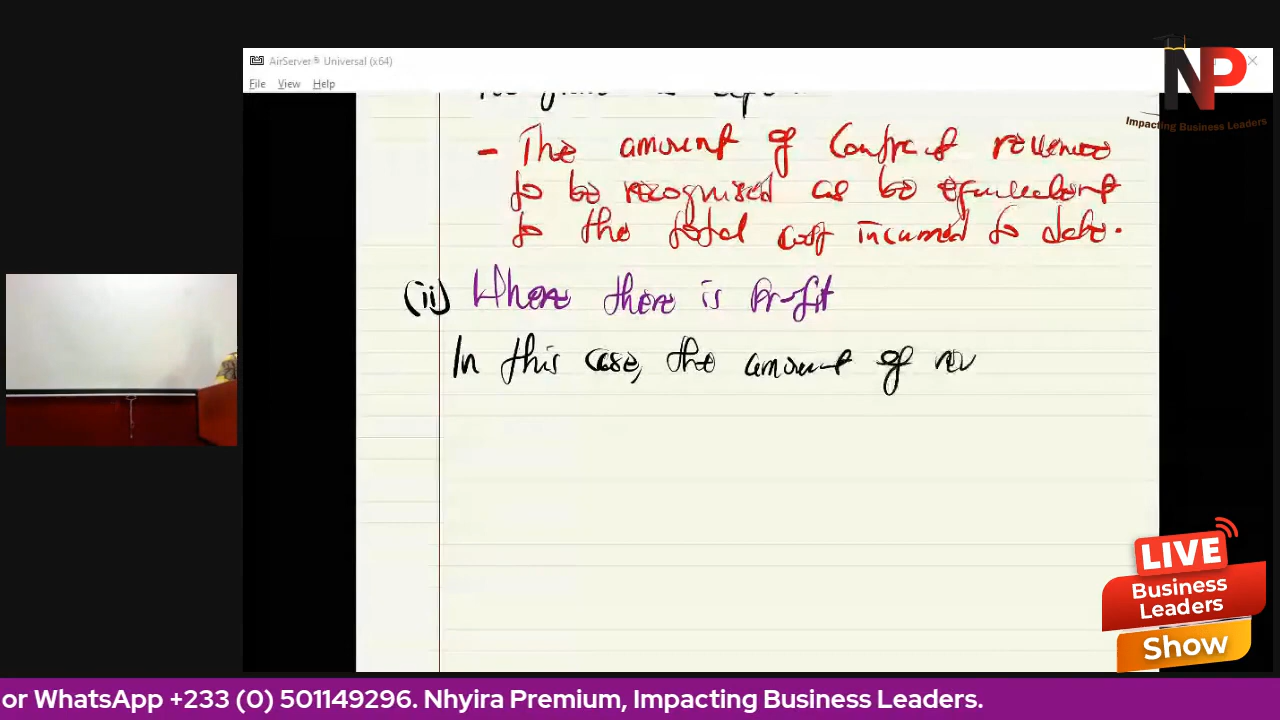 AirServer® Universal (x64)
File View Help
NP
Impacting Business Leaders
- The amount of Contract revenue
to be recognised as be equivalent
to the total cost incurred to date.
(ii) Where there is Profit
In this case, the amount of rev
LIVE
Business
Leaders
Show
or WhatsApp +233 (0) 501149296. Nhyira Premium, Impacting Business Leaders.